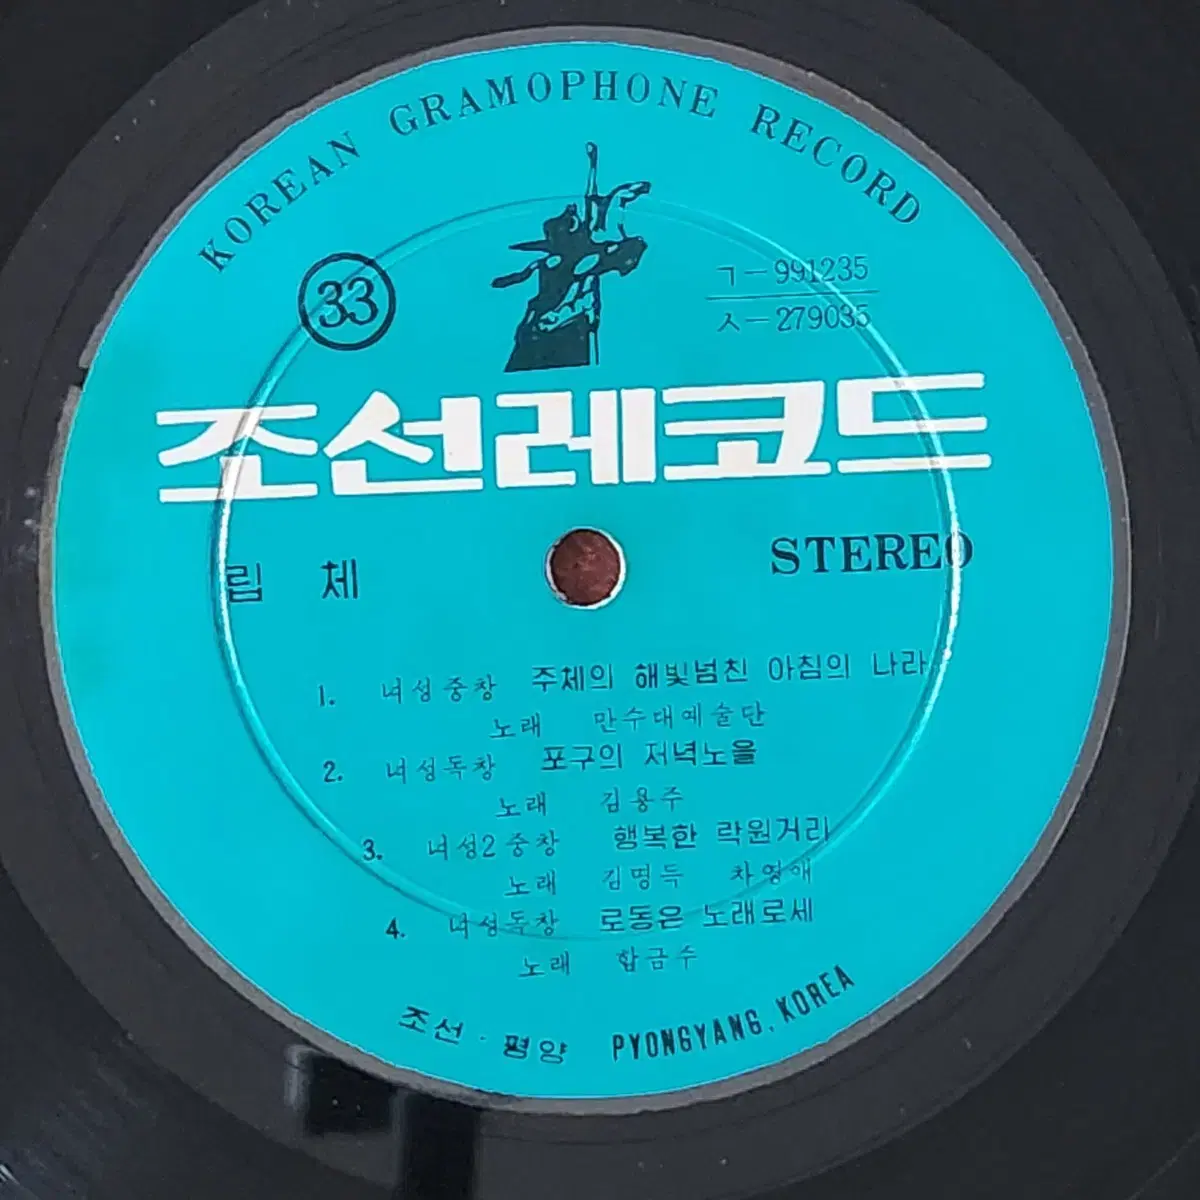 KOREAN GRAMOPHONE RECORD
33
ㄱ-991235
ㅅ-279035
조선레코드
립 체
STEREO
1. 녀성중창 주체의 해빛넘친 아침의 나라
노래 만수대예술단
2. 녀성독창 포구의 저녁노을
노래 김용주
3. 녀성2중창 행복한 락원거리
노래 김명득 차영애
4. 녀성독창 로동은 노래로세
노래 합금수
조선·평양 PYONGYANG, KOREA